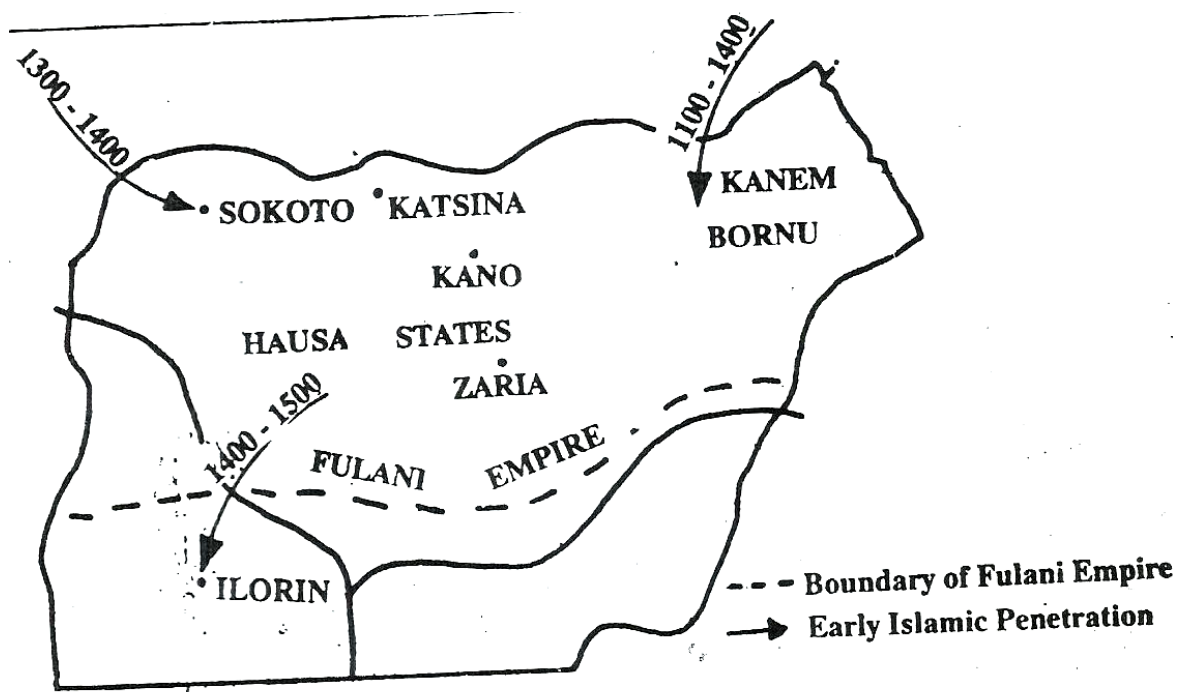 1300 - 1400
1100 - 1400
KANEM
BORNU
SOKOTO
KATSINA
KANO
HAUSA STATES
ZARIA
1400 - 1500
FULANI EMPIRE
ILORIN
Boundary of Fulani Empire
Early Islamic Penetration